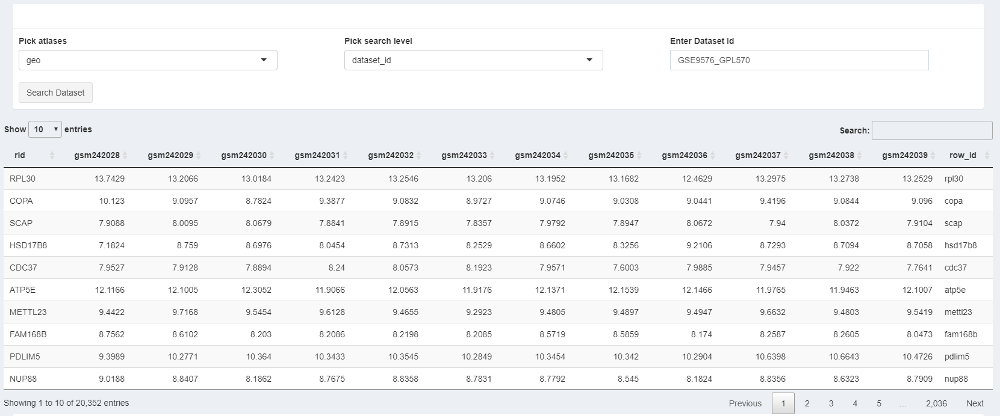 Pick atlases Pick search level Enter Dataset Id
geo dataset_id GSE9576_GPL570
Search Dataset
Show 10 entries Search:
rid gsm242028 gsm242029 gsm242030 gsm242031 gsm242032 gsm242033 gsm242034 gsm242035 gsm242036 gsm242037 gsm242038 gsm242039 row_id
RPL30 13.7429 13.2066 13.0184 13.2423 13.2546 13.206 13.1952 13.1682 12.4629 13.2975 13.2738 13.2529 rpl30
COPA 10.123 9.0957 8.7824 9.3877 9.0832 8.9727 9.0746 9.0308 9.0441 9.4196 9.0844 9.096 copa
SCAP 7.9088 8.0095 8.0679 7.8841 7.8915 7.8357 7.9792 7.8947 8.0672 7.94 8.0372 7.9104 scap
HSD17B8 7.1824 8.759 8.6976 8.0454 8.7313 8.2529 8.6602 8.3256 9.2106 8.7293 8.7094 8.7058 hsd17b8
CDC37 7.9527 7.9128 7.8894 8.24 8.0573 8.1923 7.9571 7.6003 7.9885 7.9457 7.922 7.7641 cdc37
ATP5E 12.1166 12.1005 12.3052 11.9066 12.0563 11.9176 12.1371 12.1539 12.1466 11.9765 11.9463 12.1007 atp5e
METTL23 9.4422 9.7168 9.5454 9.6128 9.4655 9.2923 9.4805 9.4897 9.4947 9.6632 9.4803 9.5419 mettl23
FAM168B 8.7562 8.6102 8.203 8.2086 8.2198 8.2085 8.5719 8.5859 8.174 8.2587 8.2605 8.0473 fam168b
PDLIM5 9.3989 10.2771 10.364 10.3433 10.3545 10.2849 10.3454 10.342 10.2904 10.6398 10.6643 10.4726 pdlim5
NUP88 9.0188 8.8407 8.1862 8.7675 8.8358 8.7831 8.7792 8.545 8.1824 8.8356 8.6323 8.7909 nup88
Showing 1 to 10 of 20,352 entries Previous 1 2 3 4 5 … 2,036 Next